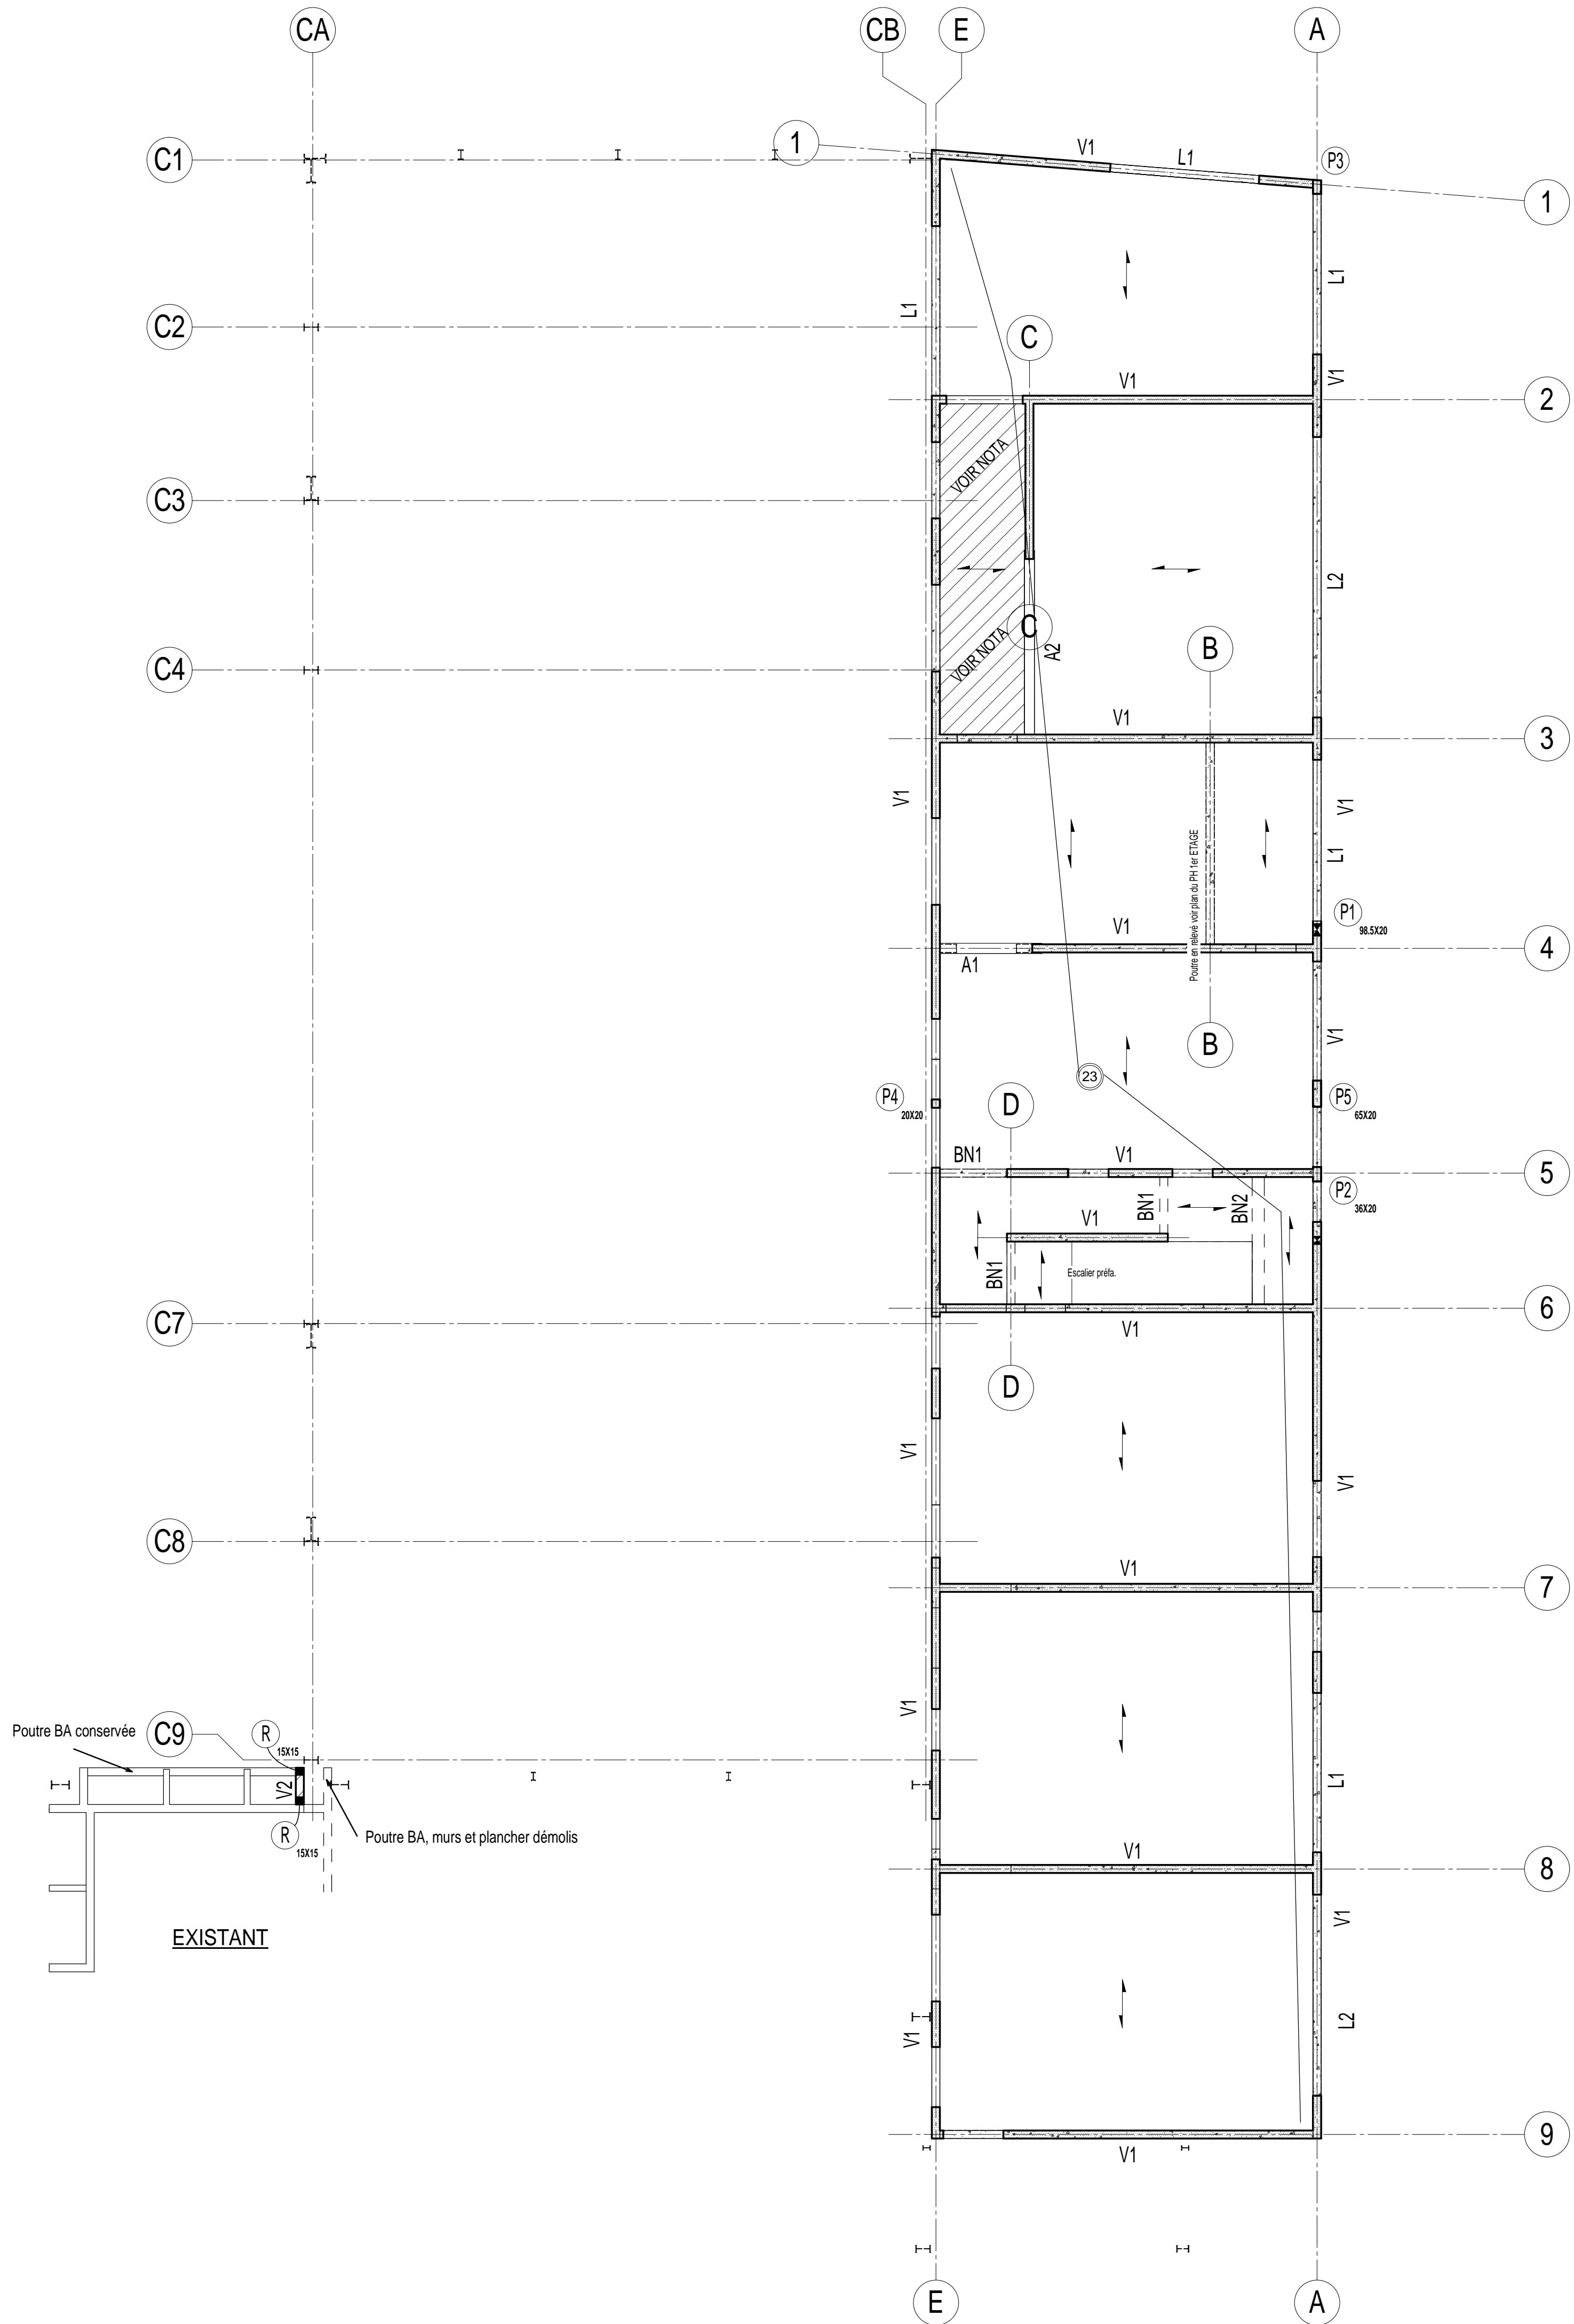 CA
CB
E
A
C1
1
V1
L1
P3
1
L1
L1
C2
C
V1
V1
2
VOIR NOTA
C3
L2
C
VOIR NOTA
A2
B
C4
V1
3
V1
V1
Poutre en relevé voir plan du PH 1er ETAGE
L1
P1
98.5X20
V1
4
A1
V1
B
23
P4
20X20
D
P5
65X20
BN1
V1
5
BN1
BN2
P2
36X20
V1
BN1
Escalier préfa.
6
C7
V1
D
V1
V1
C8
V1
7
Poutre BA conservée
C9
R
15X15
V1
V2
L1
R
15X15
Poutre BA, murs et plancher démolis
V1
8
EXISTANT
V1
L2
V1
9
V1
E
A